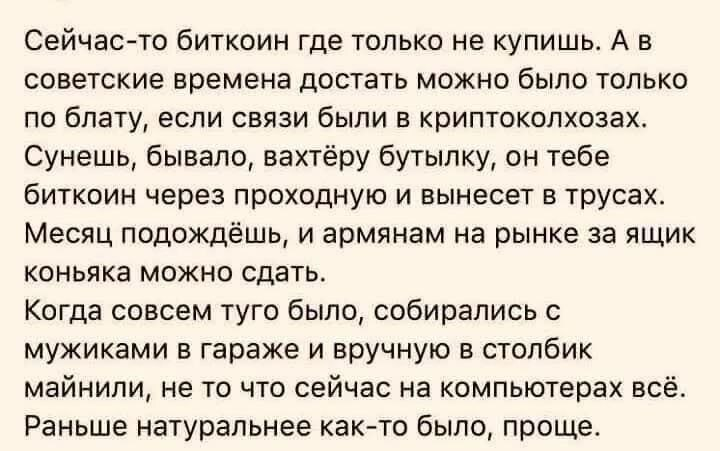 Сейчас-то биткоин где только не купишь. А в
советские времена достать можно было только
по блату, если связи были в криптоколхозах.
Сунешь, бывало, вахтёру бутылку, он тебе
биткоин через проходную и вынесет в трусах.
Месяц подождёшь, и армянам на рынке за ящик
коньяка можно сдать.
Когда совсем туго было, собирались с
мужиками в гараже и вручную в столбик
майнили, не то что сейчас на компьютерах всё.
Раньше натуральнее как-то было, проще.